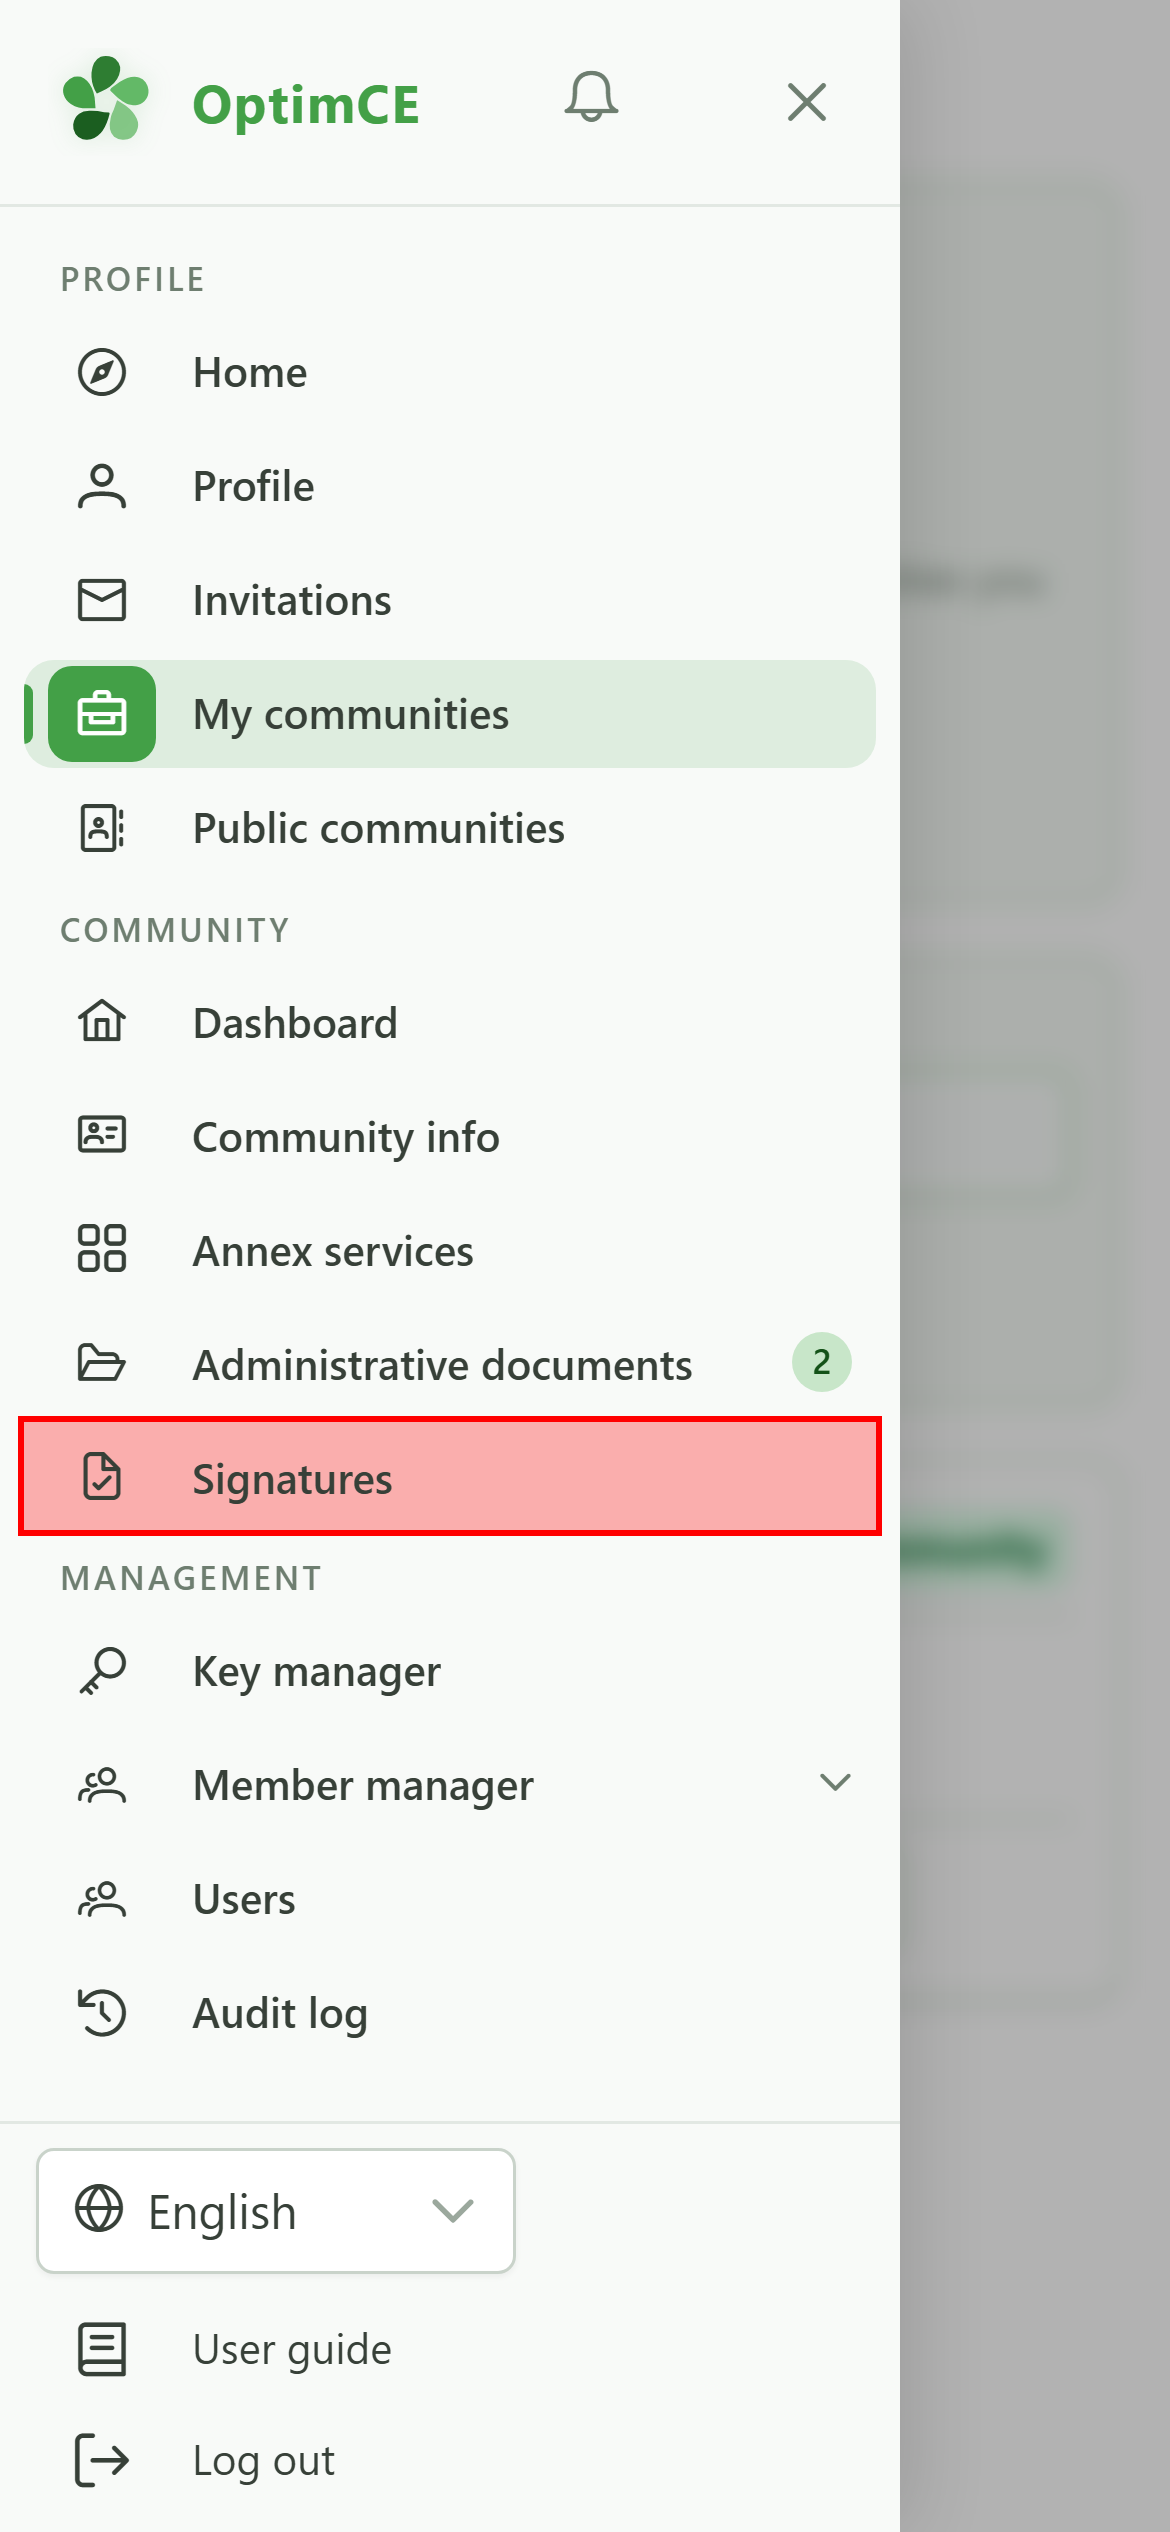 OptimCE
PROFILE
Home
Profile
Invitations
My communities
Public communities
COMMUNITY
Dashboard
Community info
Annex services
Administrative documents 2
Signatures
MANAGEMENT
Key manager
Member manager
Users
Audit log
English
User guide
Log out